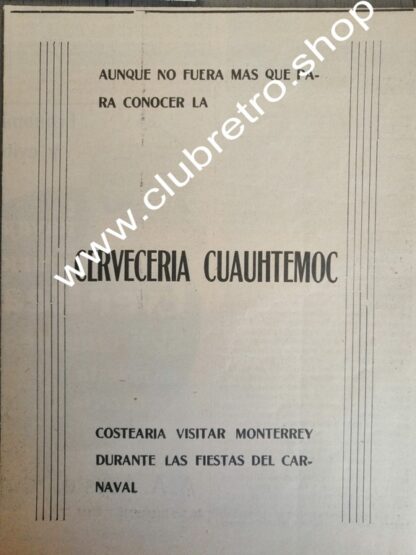 AUNQUE NO FUERA MAS QUE PA-
RA CONOCER LA
www.clubretro.shop
CERVECERIA CUAUHTEMOC
COSTEARIA VISITAR MONTERREY
DURANTE LAS FIESTAS DEL CAR-
NAVAL